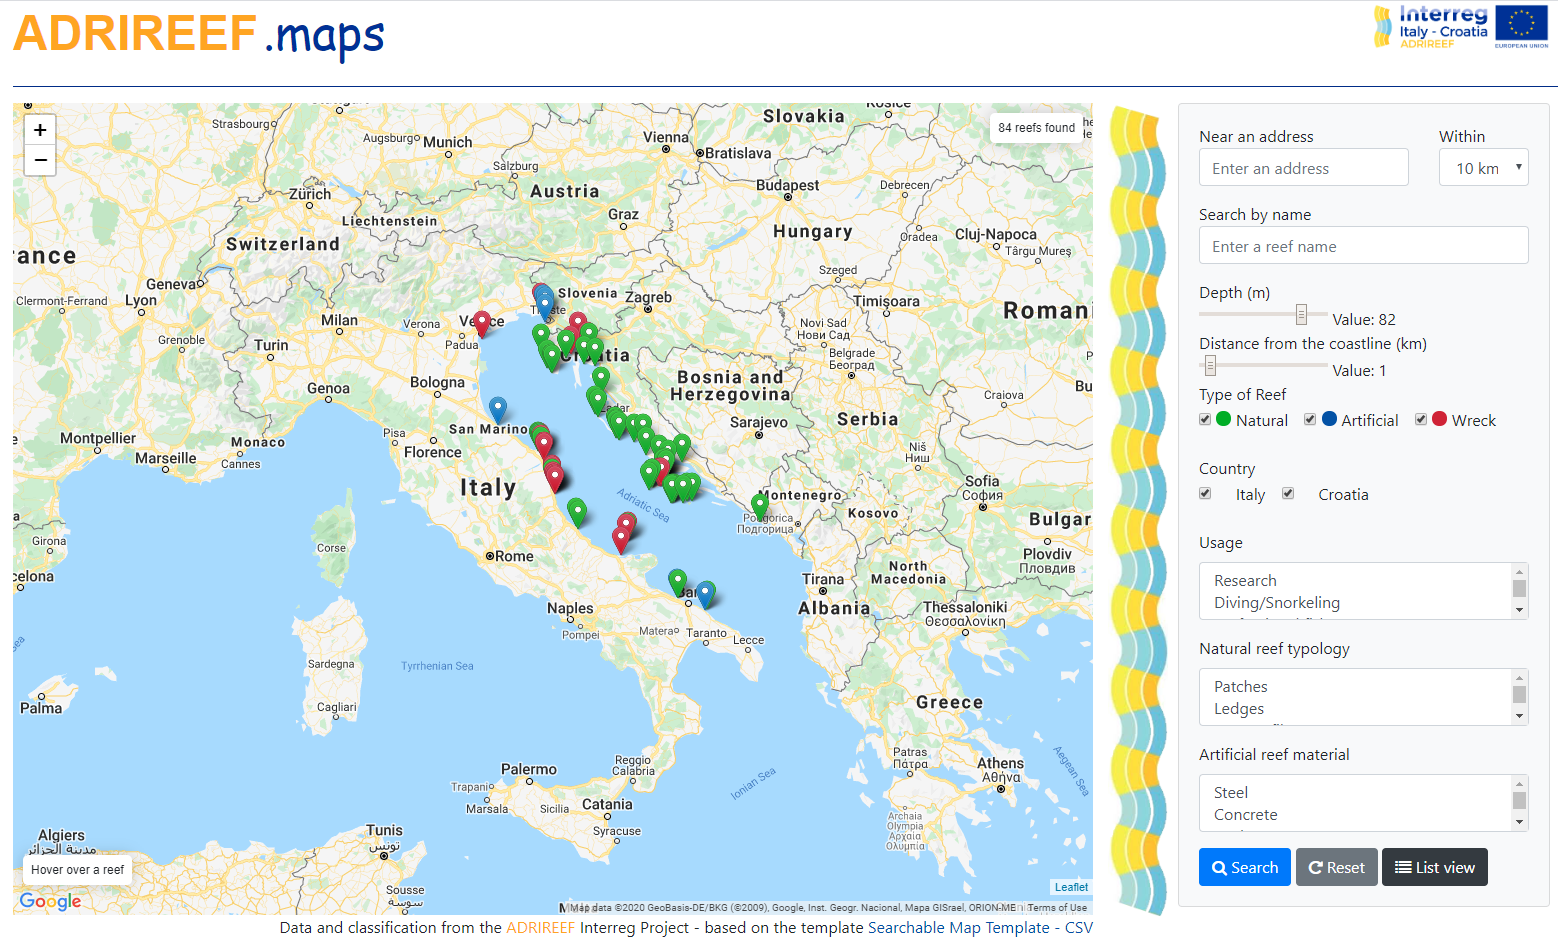 ADRIREEF .maps
Interreg
Italy - Croatia
ADRIREEF
EUROPEAN UNION
+
−
84 reefs found
Strasbourg
Augsburg
Munich
Salzburg
Vienna
Bratislava
Slovakia
Košice
Zürich
Liechtenstein
Austria
Graz
Budapest
Debrecen
Switzerland
Hungary
Oradea
Cluj-Napoca
Târgu Mureș
rance
Geneva
Clermont-Ferrand
Lyon
Szeged
Slovenia
Zagreb
Timișoara
Romani
Milan
Verona
Padua
Grenoble
Turin
Novi Sad
Нови Сад
Belgrade
Београд
Genoa
Bologna
Bosnia and
Herzegovina
Craiova
Bu
Serbia
San Marino
Sarajevo
Montpellier
Marseille
Monaco
Cannes
Pisa
Florence
Niš
Ниш
Italy
Adriatic Sea
Montenegro
Podgorica
Подгорица
Kosovo
Sofia
София
Bulgar
Girona
Corse
Rome
Plovdiv
Пловдив
celona
North
Macedonia
Tirana
Albania
Naples
Pompei
Matera
Taranto
Lecce
Thessaloniki
Θεσσαλονίκη
Sardegna
Tyrrhenian Sea
Cagliari
Palma
Greece
Patras
Πάτρα
Athens
Αθήνα
Aegean Sea
Ionian Sea
Reggio
Calabria
Palermo
Trapani
Marsala
Sicilia
Catania
Syracuse
Archaia
Olympia
Αρχαία
Ολυμπία
Algiers
الجزائر
Tunis
تونس
Sousse
سوسة
Hover over a reef
Google
Leaflet
Map data ©2020 GeoBasis-DE/BKG (©2009), Google, Inst. Geogr. Nacional, Mapa GISrael, ORION-ME
Terms of Use
Data and classification from the ADRIREEF Interreg Project - based on the template Searchable Map Template - CSV
Near an address
Within
Enter an address
10 km
Search by name
Enter a reef name
Depth (m)
Value: 82
Distance from the coastline (km)
Value: 1
Type of Reef
Natural Artificial Wreck
Country
Italy Croatia
Usage
Research
Diving/Snorkeling
Natural reef typology
Patches
Ledges
Artificial reef material
Steel
Concrete
Search
Reset
List view